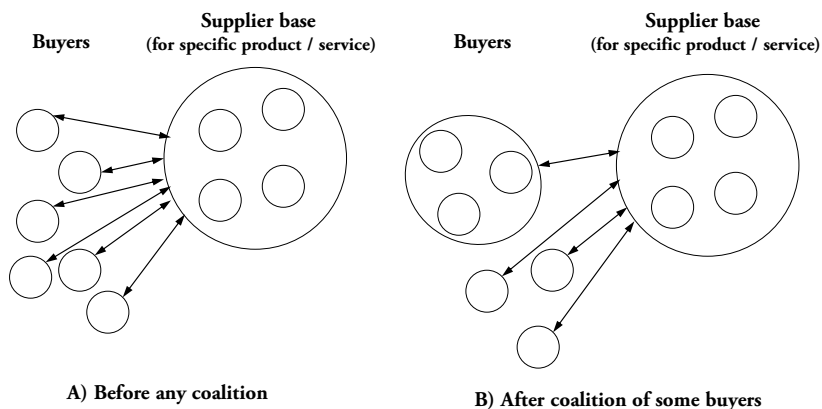 Buyers
Supplier base
(for specific product / service)
A) Before any coalition
Buyers
Supplier base
(for specific product / service)
B) After coalition of some buyers